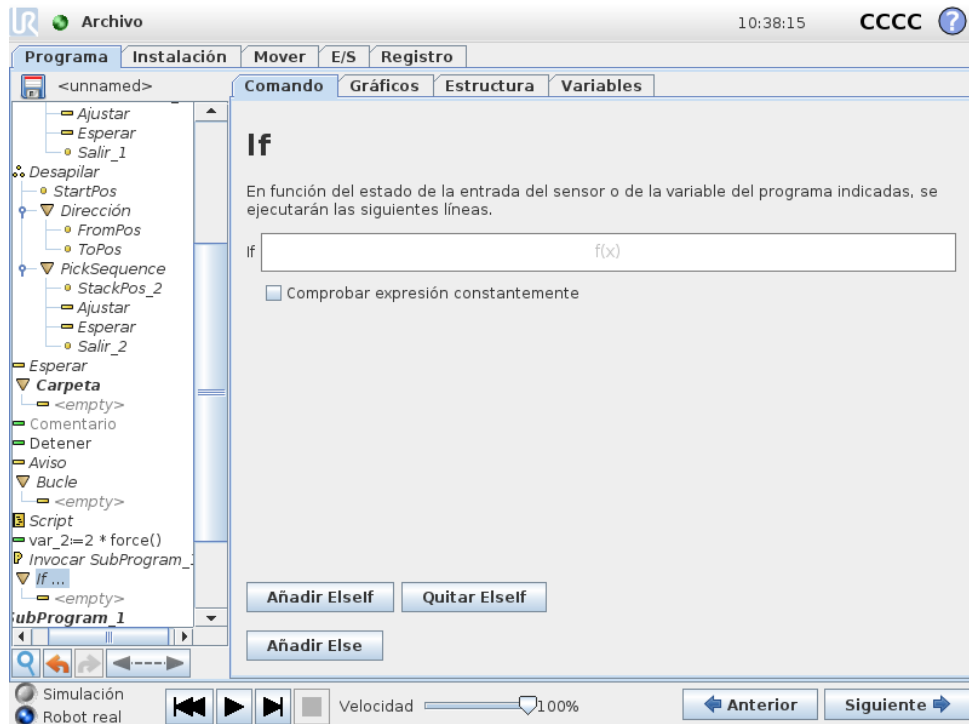 UR Archivo 10:38:15 CCCC ?
Programa Instalación Mover E/S Registro
<unnamed>
Comando Gráficos Estructura Variables
Ajustar
Esperar
Salir_1
Desapilar
StartPos
Dirección
FromPos
ToPos
PickSequence
StackPos_2
Ajustar
Esperar
Salir_2
Esperar
Carpeta
<empty>
Comentario
Detener
Aviso
Bucle
<empty>
Script
var_2:=2 * force()
Invocar SubProgram_
If ...
<empty>
SubProgram_1
If
En función del estado de la entrada del sensor o de la variable del programa indicadas, se
ejecutarán las siguientes líneas.
If f(x)
Comprobar expresión constantemente
Añadir ElseIf Quitar ElseIf
Añadir Else
Simulación
Robot real
Velocidad 100%
Anterior Siguiente